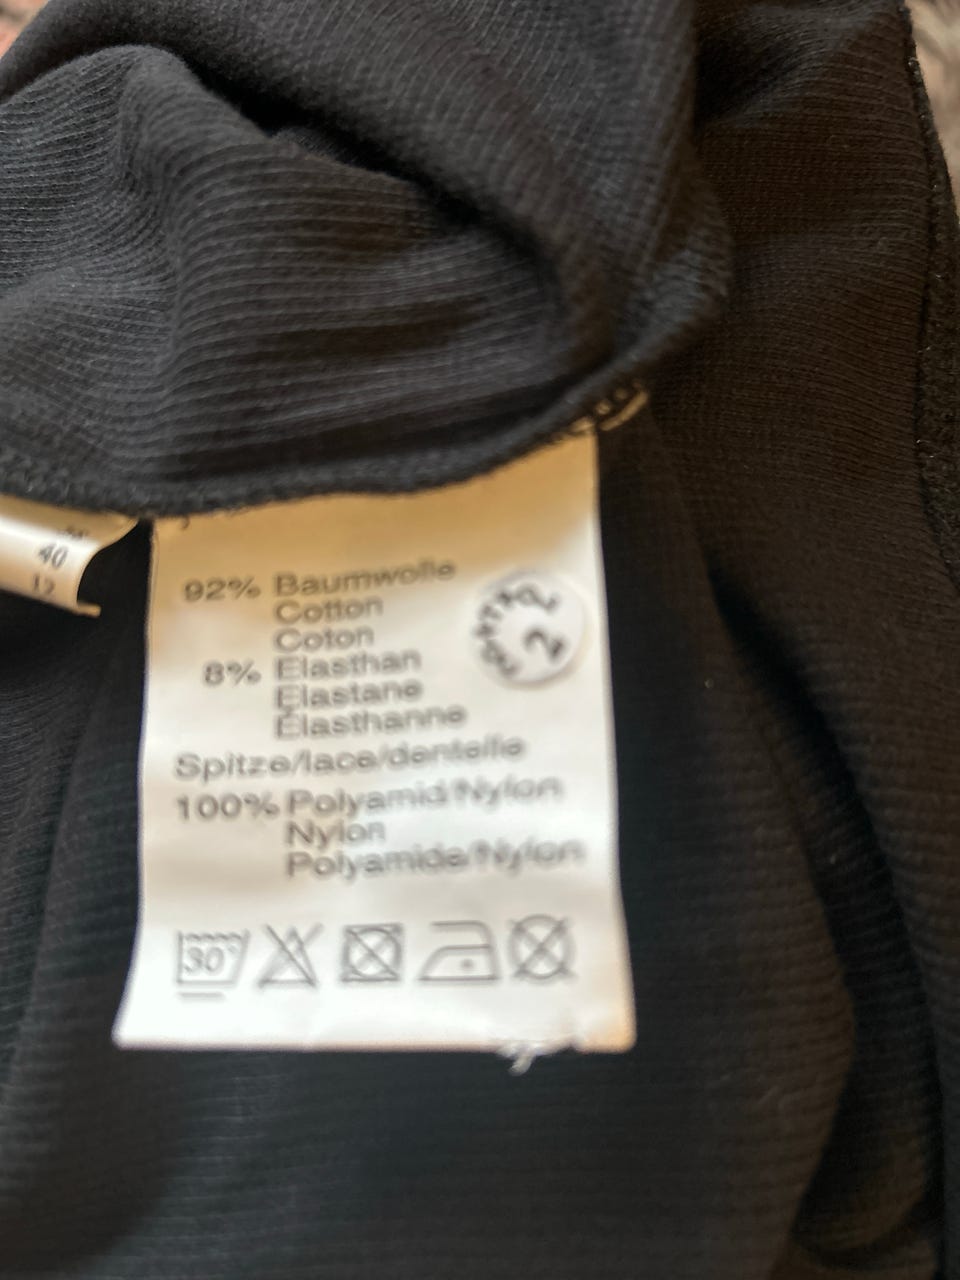 40
92% Baumwolle
Cotton
Coton
8% Elasthan
Elastane
Élasthanne
Spitze/lace/dentelle
100% Polyamid/Nylon
Nylon
Polyamide/Nylon
2
30°